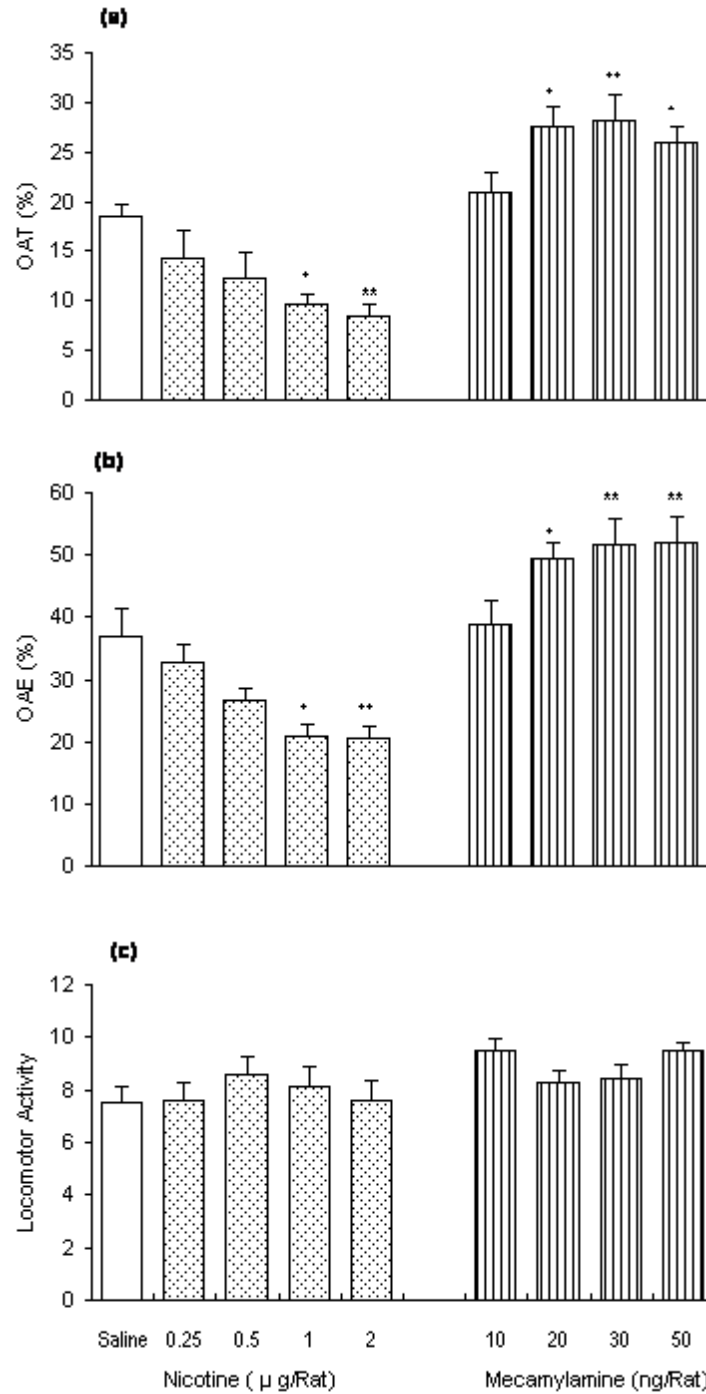 (a)
35
30
25
20
15
10
5
0
OAT (%)
* ** *
* **
(b)
60
50
40
30
20
10
0
OAE (%)
* ** **
* **
(c)
12
10
8
6
4
2
0
Locomotor Activity
Saline 0.25 0.5 1 2 10 20 30 50
Nicotine ( µ g/Rat) Mecamylamine (ng/Rat)